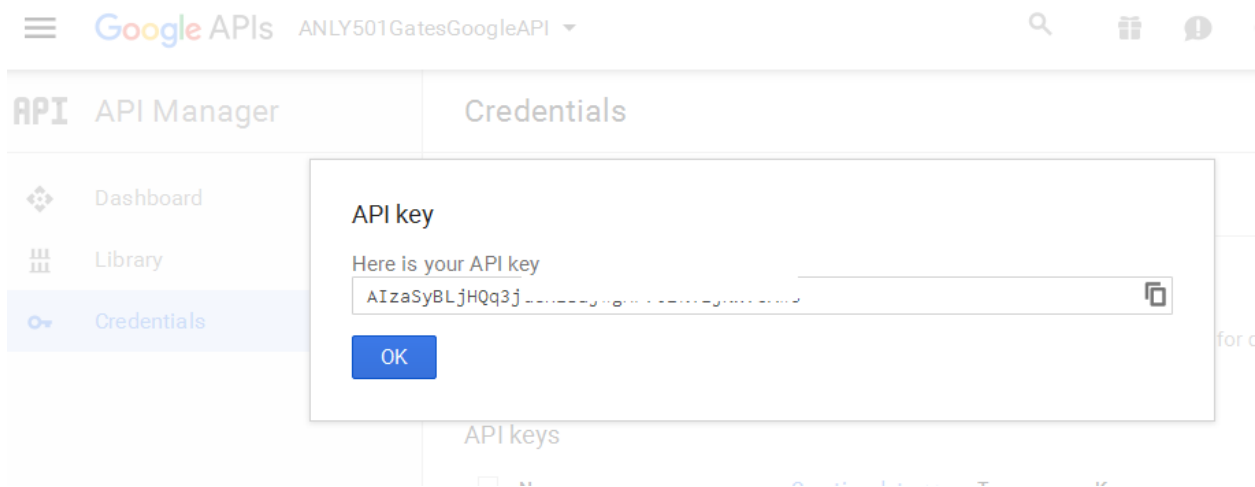 Google APIs ANLY501GatesGoogleAPI
API API Manager Credentials
Dashboard
Library
Credentials
API key
Here is your API key
AIzaSyBLjHQq3j
OK
for
API keys